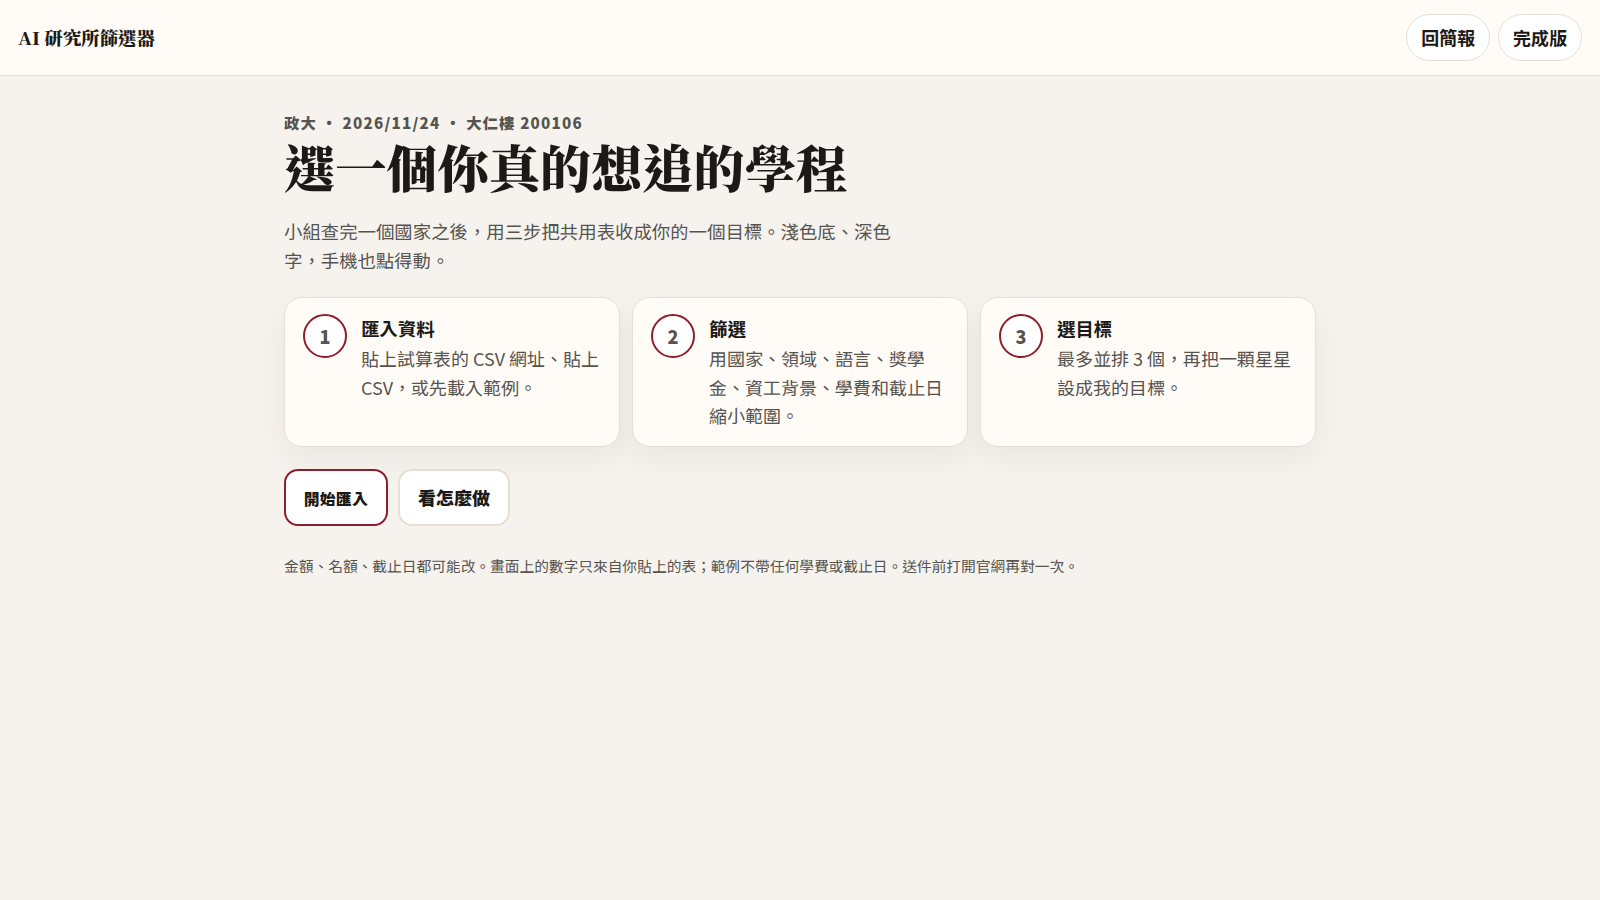 AI 研究所篩選器
回簡報
完成版
政大 · 2026/11/24 · 大仁樓 200106
選一個你真的想追的學程
小組查完一個國家之後，用三步把共用表收成你的一個目標。淺色底、深色
字，手機也點得動。
1
匯入資料
貼上試算表的 CSV 網址、貼上
CSV，或先載入範例。
2
篩選
用國家、領域、語言、獎學
金、資工背景、學費和截止日
縮小範圍。
3
選目標
最多並排 3 個，再把一顆星星
設成我的目標。
開始匯入
看怎麼做
金額、名額、截止日都可能改。畫面上的數字只來自你貼上的表；範例不帶任何學費或截止日。送件前打開官網再對一次。